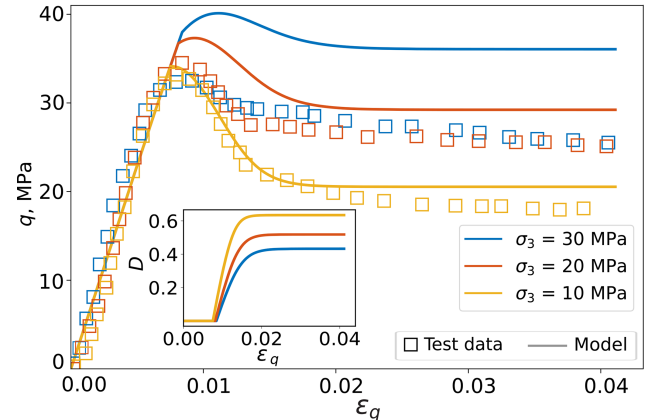 40
30
20
10
0
q, MPa
0.00
0.01
0.02
0.03
0.04
ε_q
0.6
0.4
0.2
D
0.00
0.02
0.04
ε_q
σ₃ = 30 MPa
σ₃ = 20 MPa
σ₃ = 10 MPa
Test data
Model